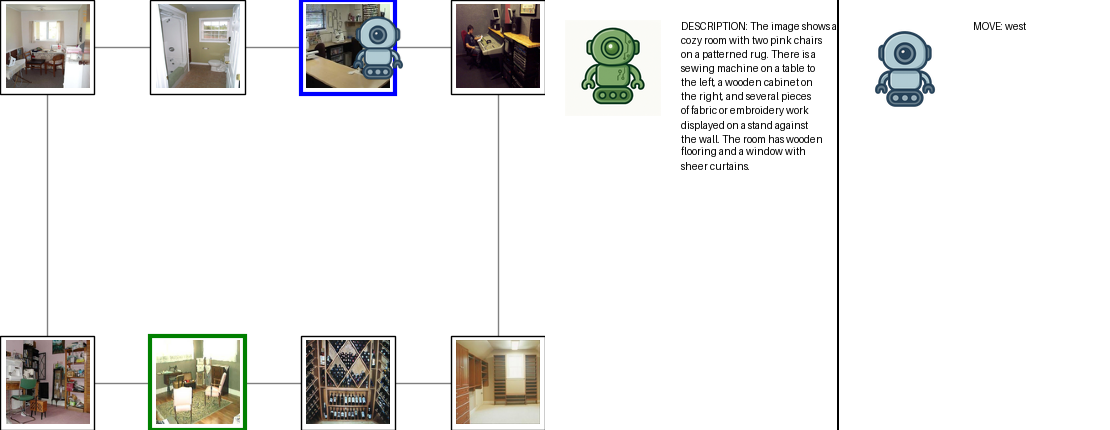 DESCRIPTION: The image shows a
cozy room with two pink chairs
on a patterned rug. There is a
sewing machine on a table to
the left, a wooden cabinet on
the right, and several pieces
of fabric or embroidery work
displayed on a stand against
the wall. The room has wooden
flooring and a window with
sheer curtains.
MOVE: west